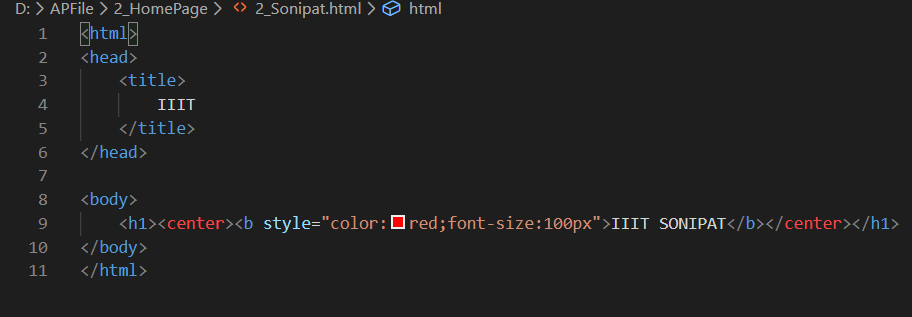 D: > APFile > 2_HomePage > <> 2_Sonipat.html > html
1 <html>
2 <head>
3     <title>
4         IIIT
5     </title>
6 </head>
7
8 <body>
9     <h1><center><b style="color:red;font-size:100px">IIIT SONIPAT</b></center></h1>
10 </body>
11 </html>